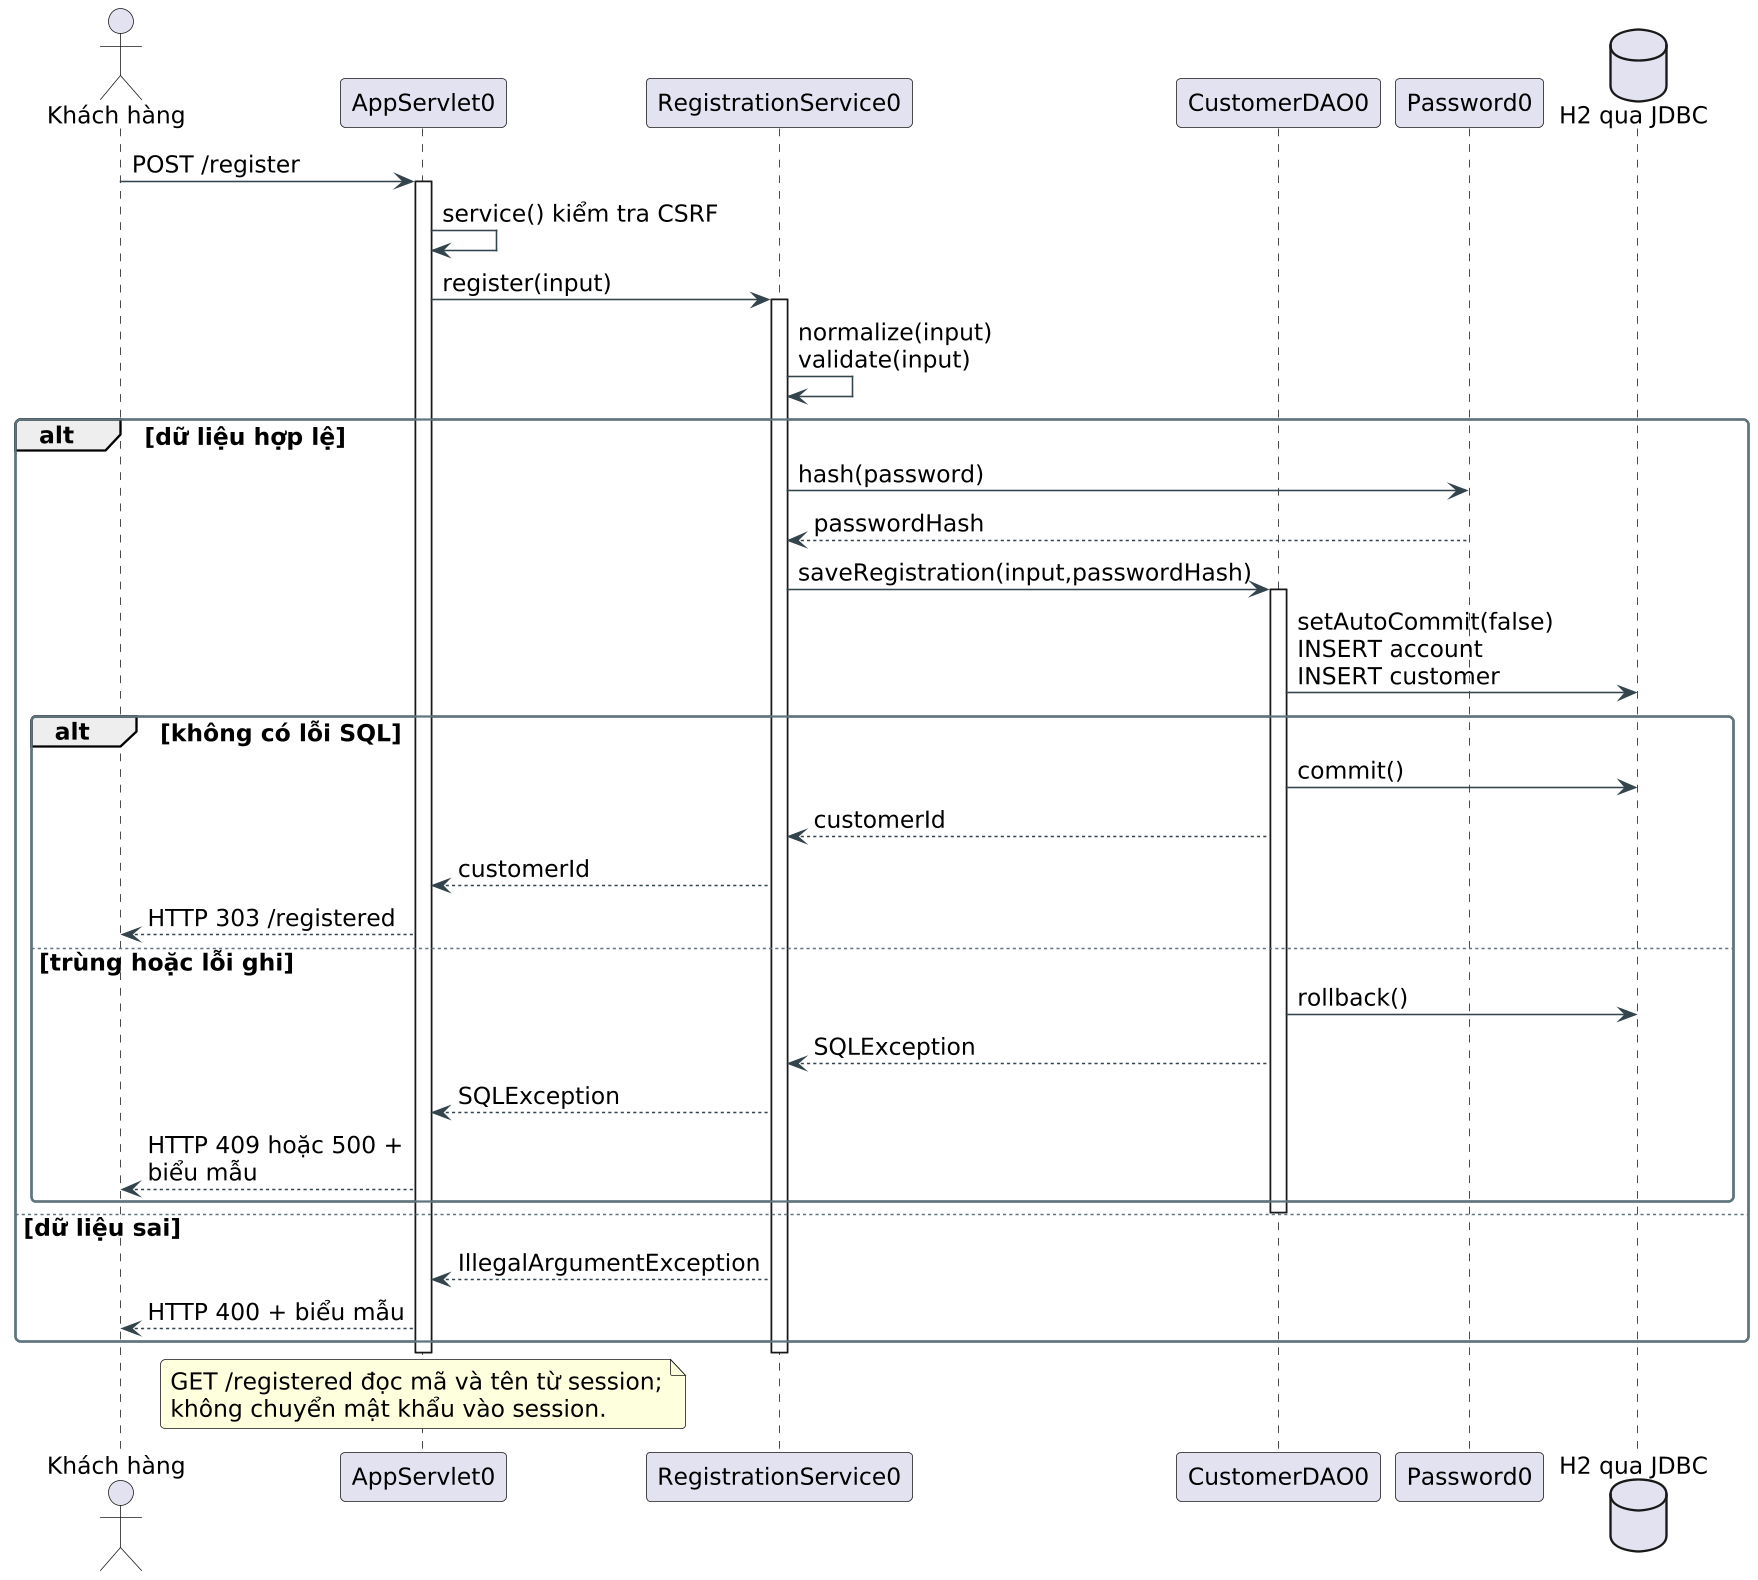 Khách hàng
AppServlet0
RegistrationService0
CustomerDAO0
Password0
H2 qua JDBC
POST /register
service() kiểm tra CSRF
register(input)
normalize(input)
validate(input)
alt
[dữ liệu hợp lệ]
hash(password)
passwordHash
saveRegistration(input,passwordHash)
setAutoCommit(false)
INSERT account
INSERT customer
alt
[không có lỗi SQL]
commit()
customerId
customerId
HTTP 303 /registered
[trùng hoặc lỗi ghi]
rollback()
SQLException
SQLException
HTTP 409 hoặc 500 +
biểu mẫu
[dữ liệu sai]
IllegalArgumentException
HTTP 400 + biểu mẫu
GET /registered đọc mã và tên từ session;
không chuyển mật khẩu vào session.
Khách hàng
AppServlet0
RegistrationService0
CustomerDAO0
Password0
H2 qua JDBC